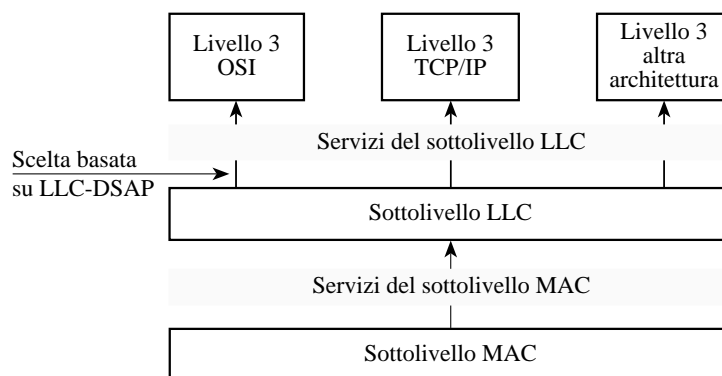 Livello 3
OSI
Livello 3
TCP/IP
Livello 3
altra
architettura
Servizi del sottolivello LLC
Scelta basata
su LLC-DSAP
Sottolivello LLC
Servizi del sottolivello MAC
Sottolivello MAC